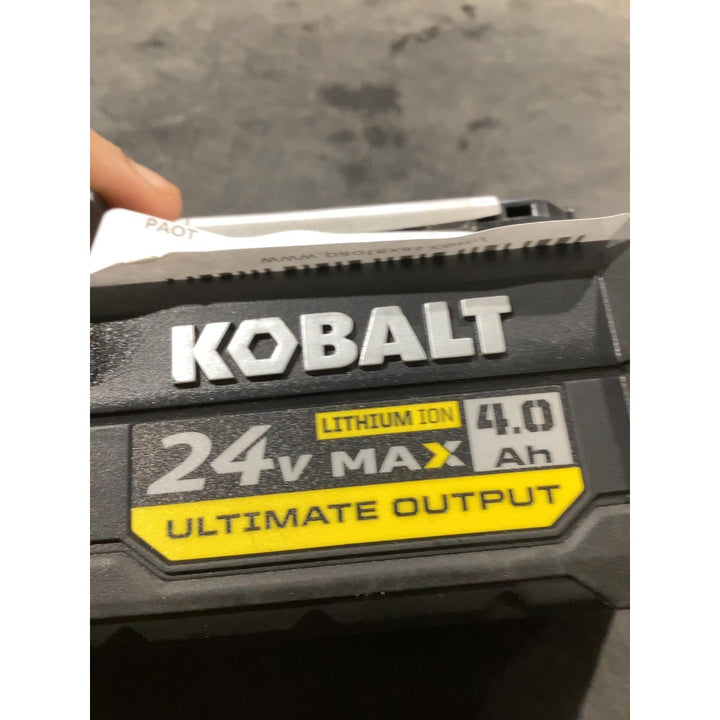 PAOT
KOBALT
LITHIUM ION
24V MAX
4.0
Ah
ULTIMATE OUTPUT